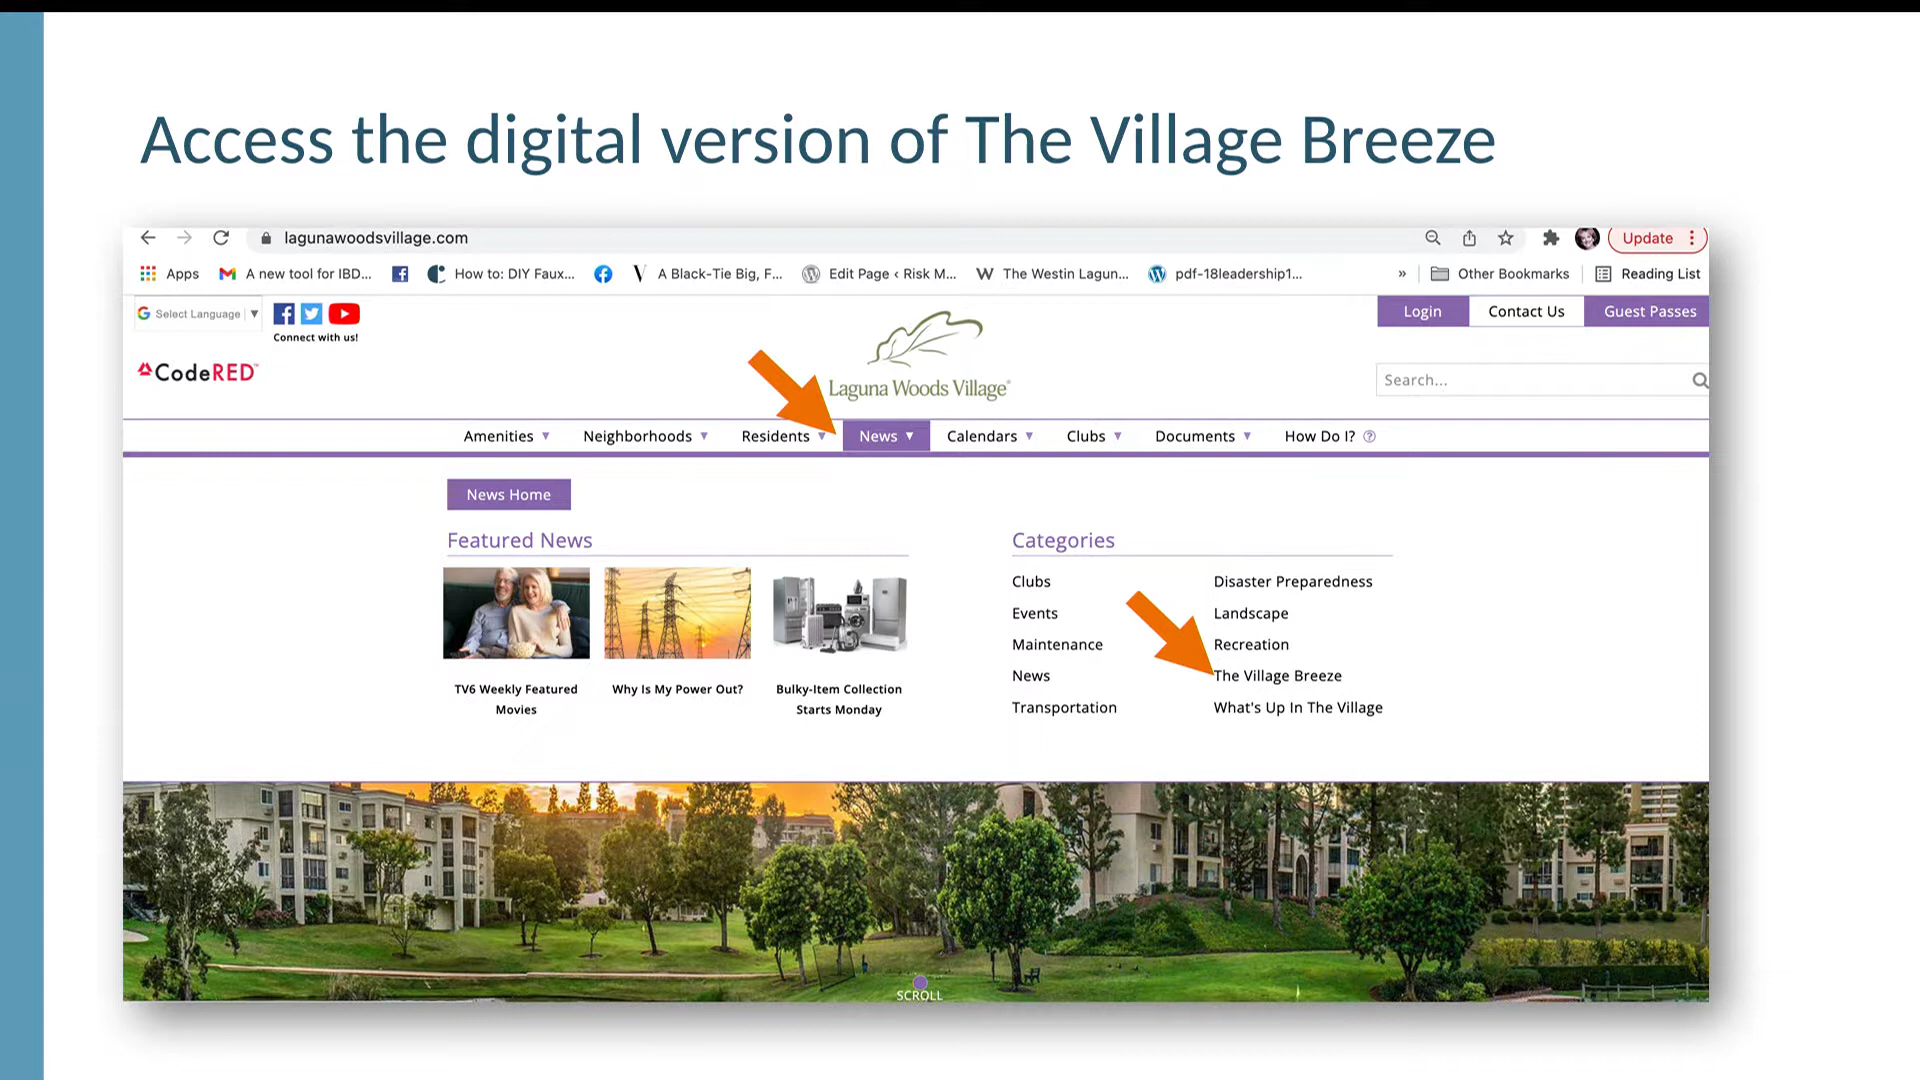 Access the digital version of The Village Breeze
lagunawoodsvillage.com
Update
Apps
A new tool for IBD...
How to: DIY Faux...
A Black-Tie Big, F...
Edit Page ‹ Risk M...
The Westin Lagun...
pdf-18leadership1...
»
Other Bookmarks
Reading List
Select Language
Connect with us!
CodeRED
Laguna Woods Village®
Login
Contact Us
Guest Passes
Search...
Amenities
Neighborhoods
Residents
News
Calendars
Clubs
Documents
How Do I?
News Home
Featured News
TV6 Weekly Featured
Movies
Why Is My Power Out?
Bulky-Item Collection
Starts Monday
Categories
Clubs
Events
Maintenance
News
Transportation
Disaster Preparedness
Landscape
Recreation
The Village Breeze
What's Up In The Village
SCROLL